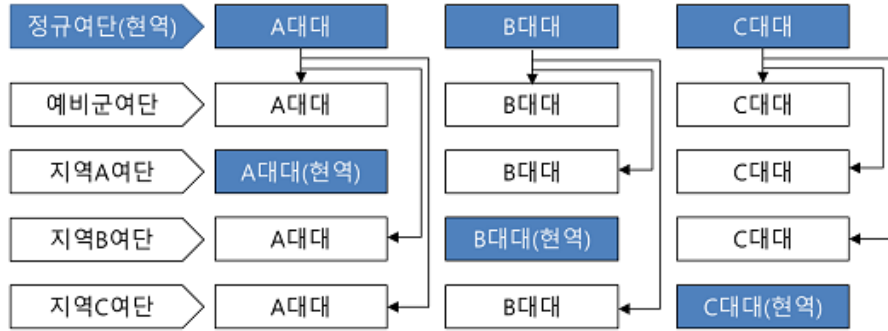 정규여단(현역) A대대 B대대 C대대
예비군여단 A대대 B대대 C대대
지역A여단 A대대(현역) B대대 C대대
지역B여단 A대대 B대대(현역) C대대
지역C여단 A대대 B대대 C대대(현역)